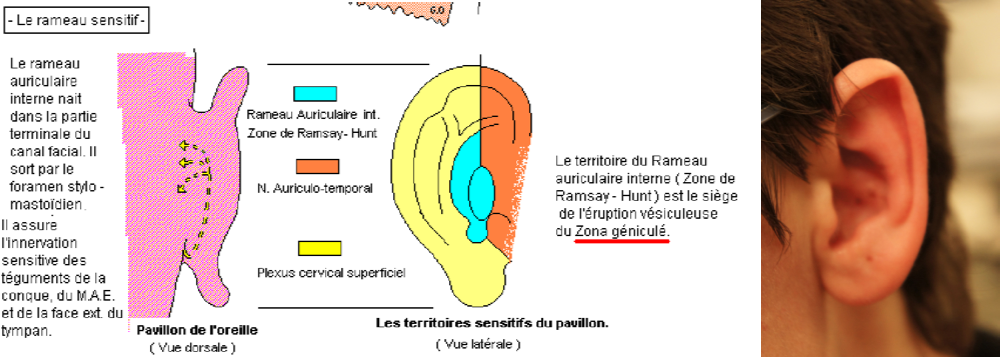 6.0
- Le rameau sensitif -
Le rameau
auriculaire
interne nait
dans la partie
terminale du
canal facial. Il
sort par le
foramen stylo -
mastoïdien.
Il assure
l'innervation
sensitive des
téguments de la
conque, du M.A.E.
et de la face ext. du
tympan.
Pavillon de l'oreille
( Vue dorsale )
Rameau Auriculaire int.
Zone de Ramsay- Hunt
N. Auriculo-temporal
Plexus cervical superficiel
Les territoires sensitifs du pavillon.
( Vue latérale )
Le territoire du Rameau
auriculaire interne ( Zone de
Ramsay - Hunt ) est le siège
de l'éruption vésiculeuse
du Zona géniculé.